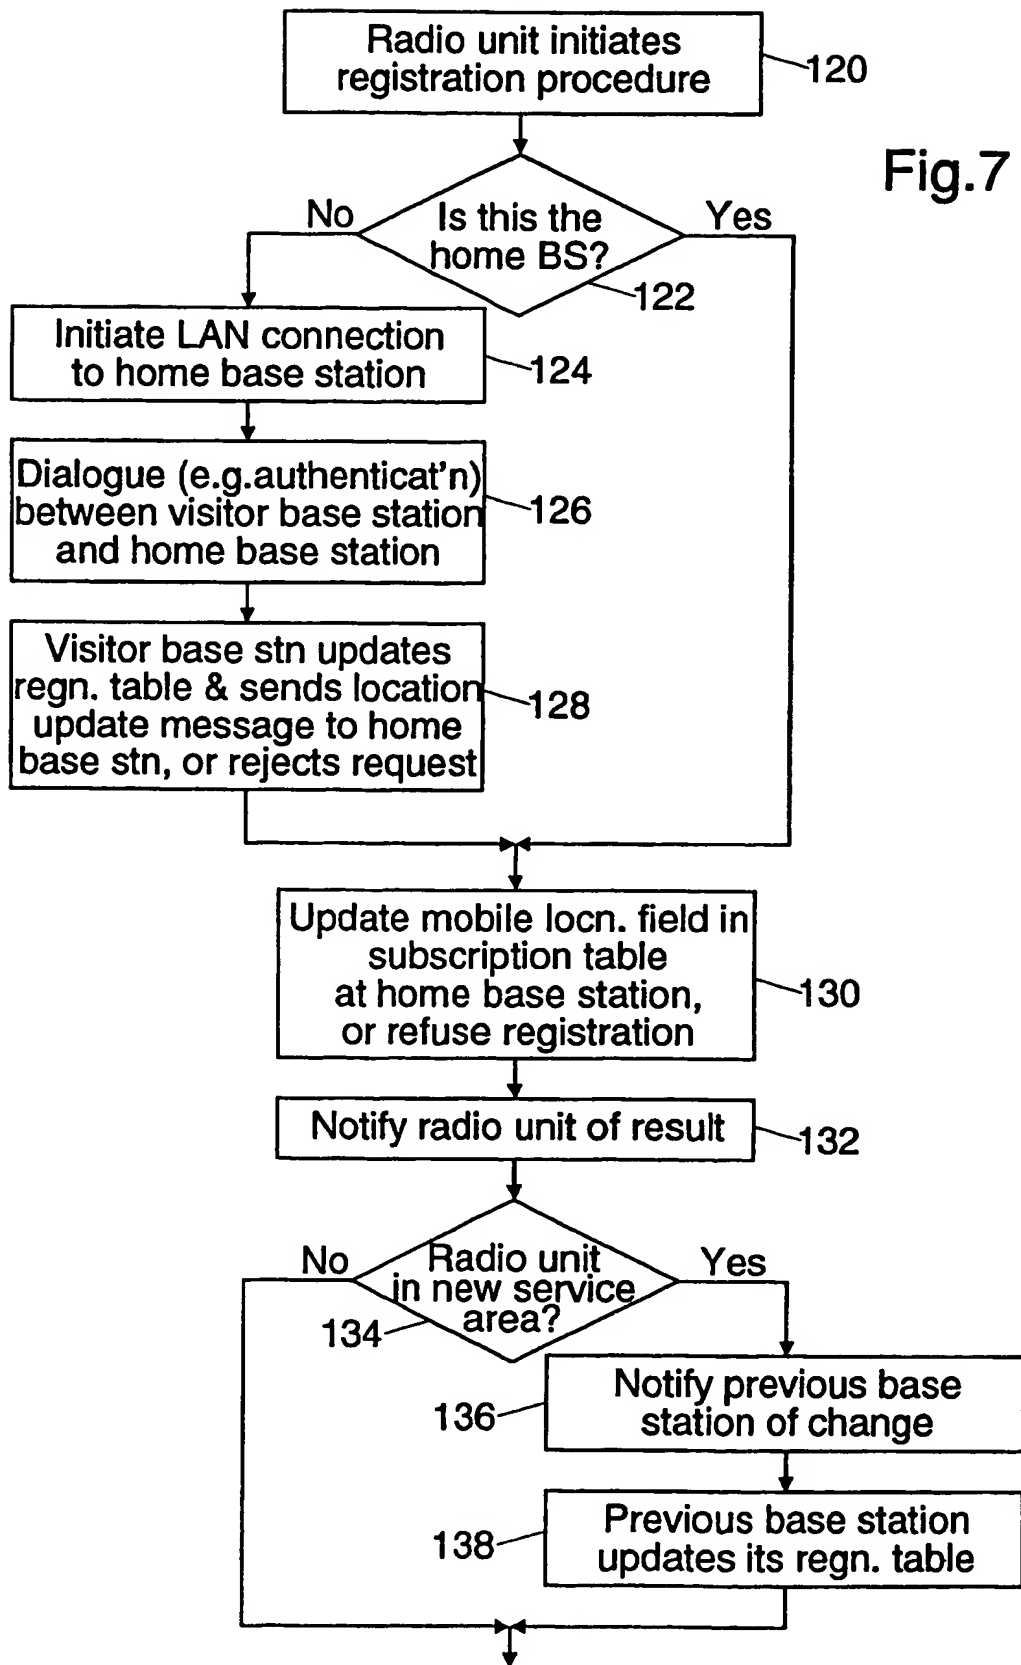 Radio unit initiates
registration procedure
120
Fig.7
No
Is this the
home BS?
Yes
122
Initiate LAN connection
to home base station
124
Dialogue (e.g.authenticat'n)
between visitor base station
and home base station
126
Visitor base stn updates
regn. table & sends location
update message to home
base stn, or rejects request
128
Update mobile locn. field in
subscription table
at home base station,
or refuse registration
130
Notify radio unit of result
132
No
Radio unit
in new service
area?
Yes
134
Notify previous base
station of change
136
Previous base station
updates its regn. table
138